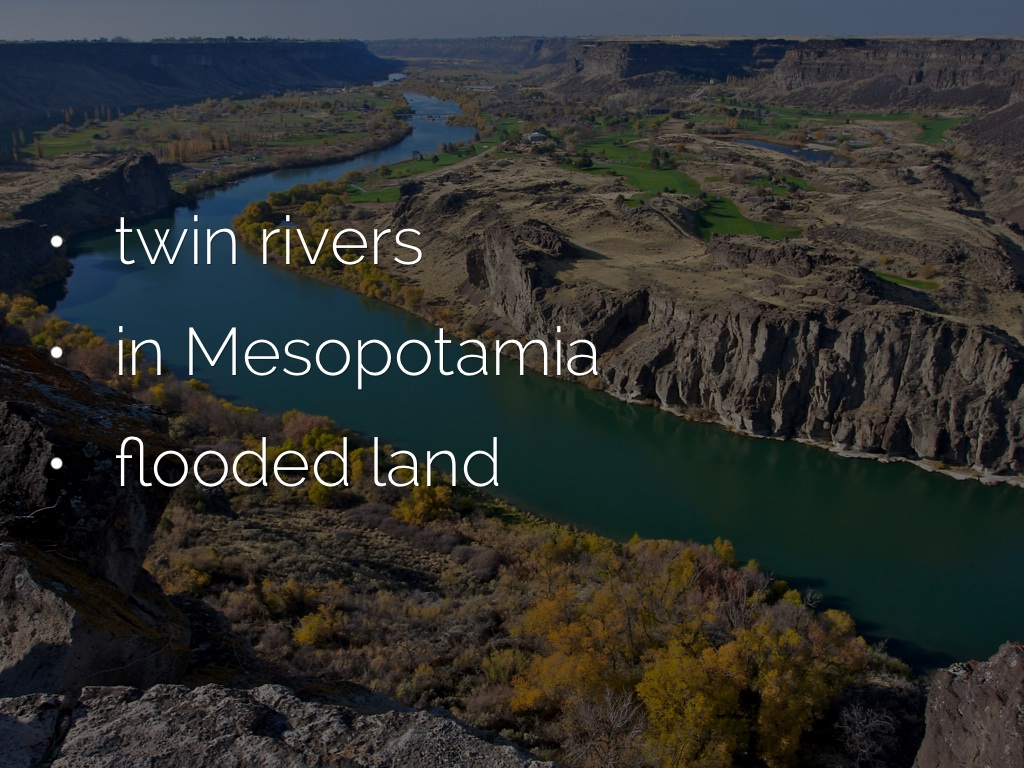 • twin rivers
• in Mesopotamia
• flooded land